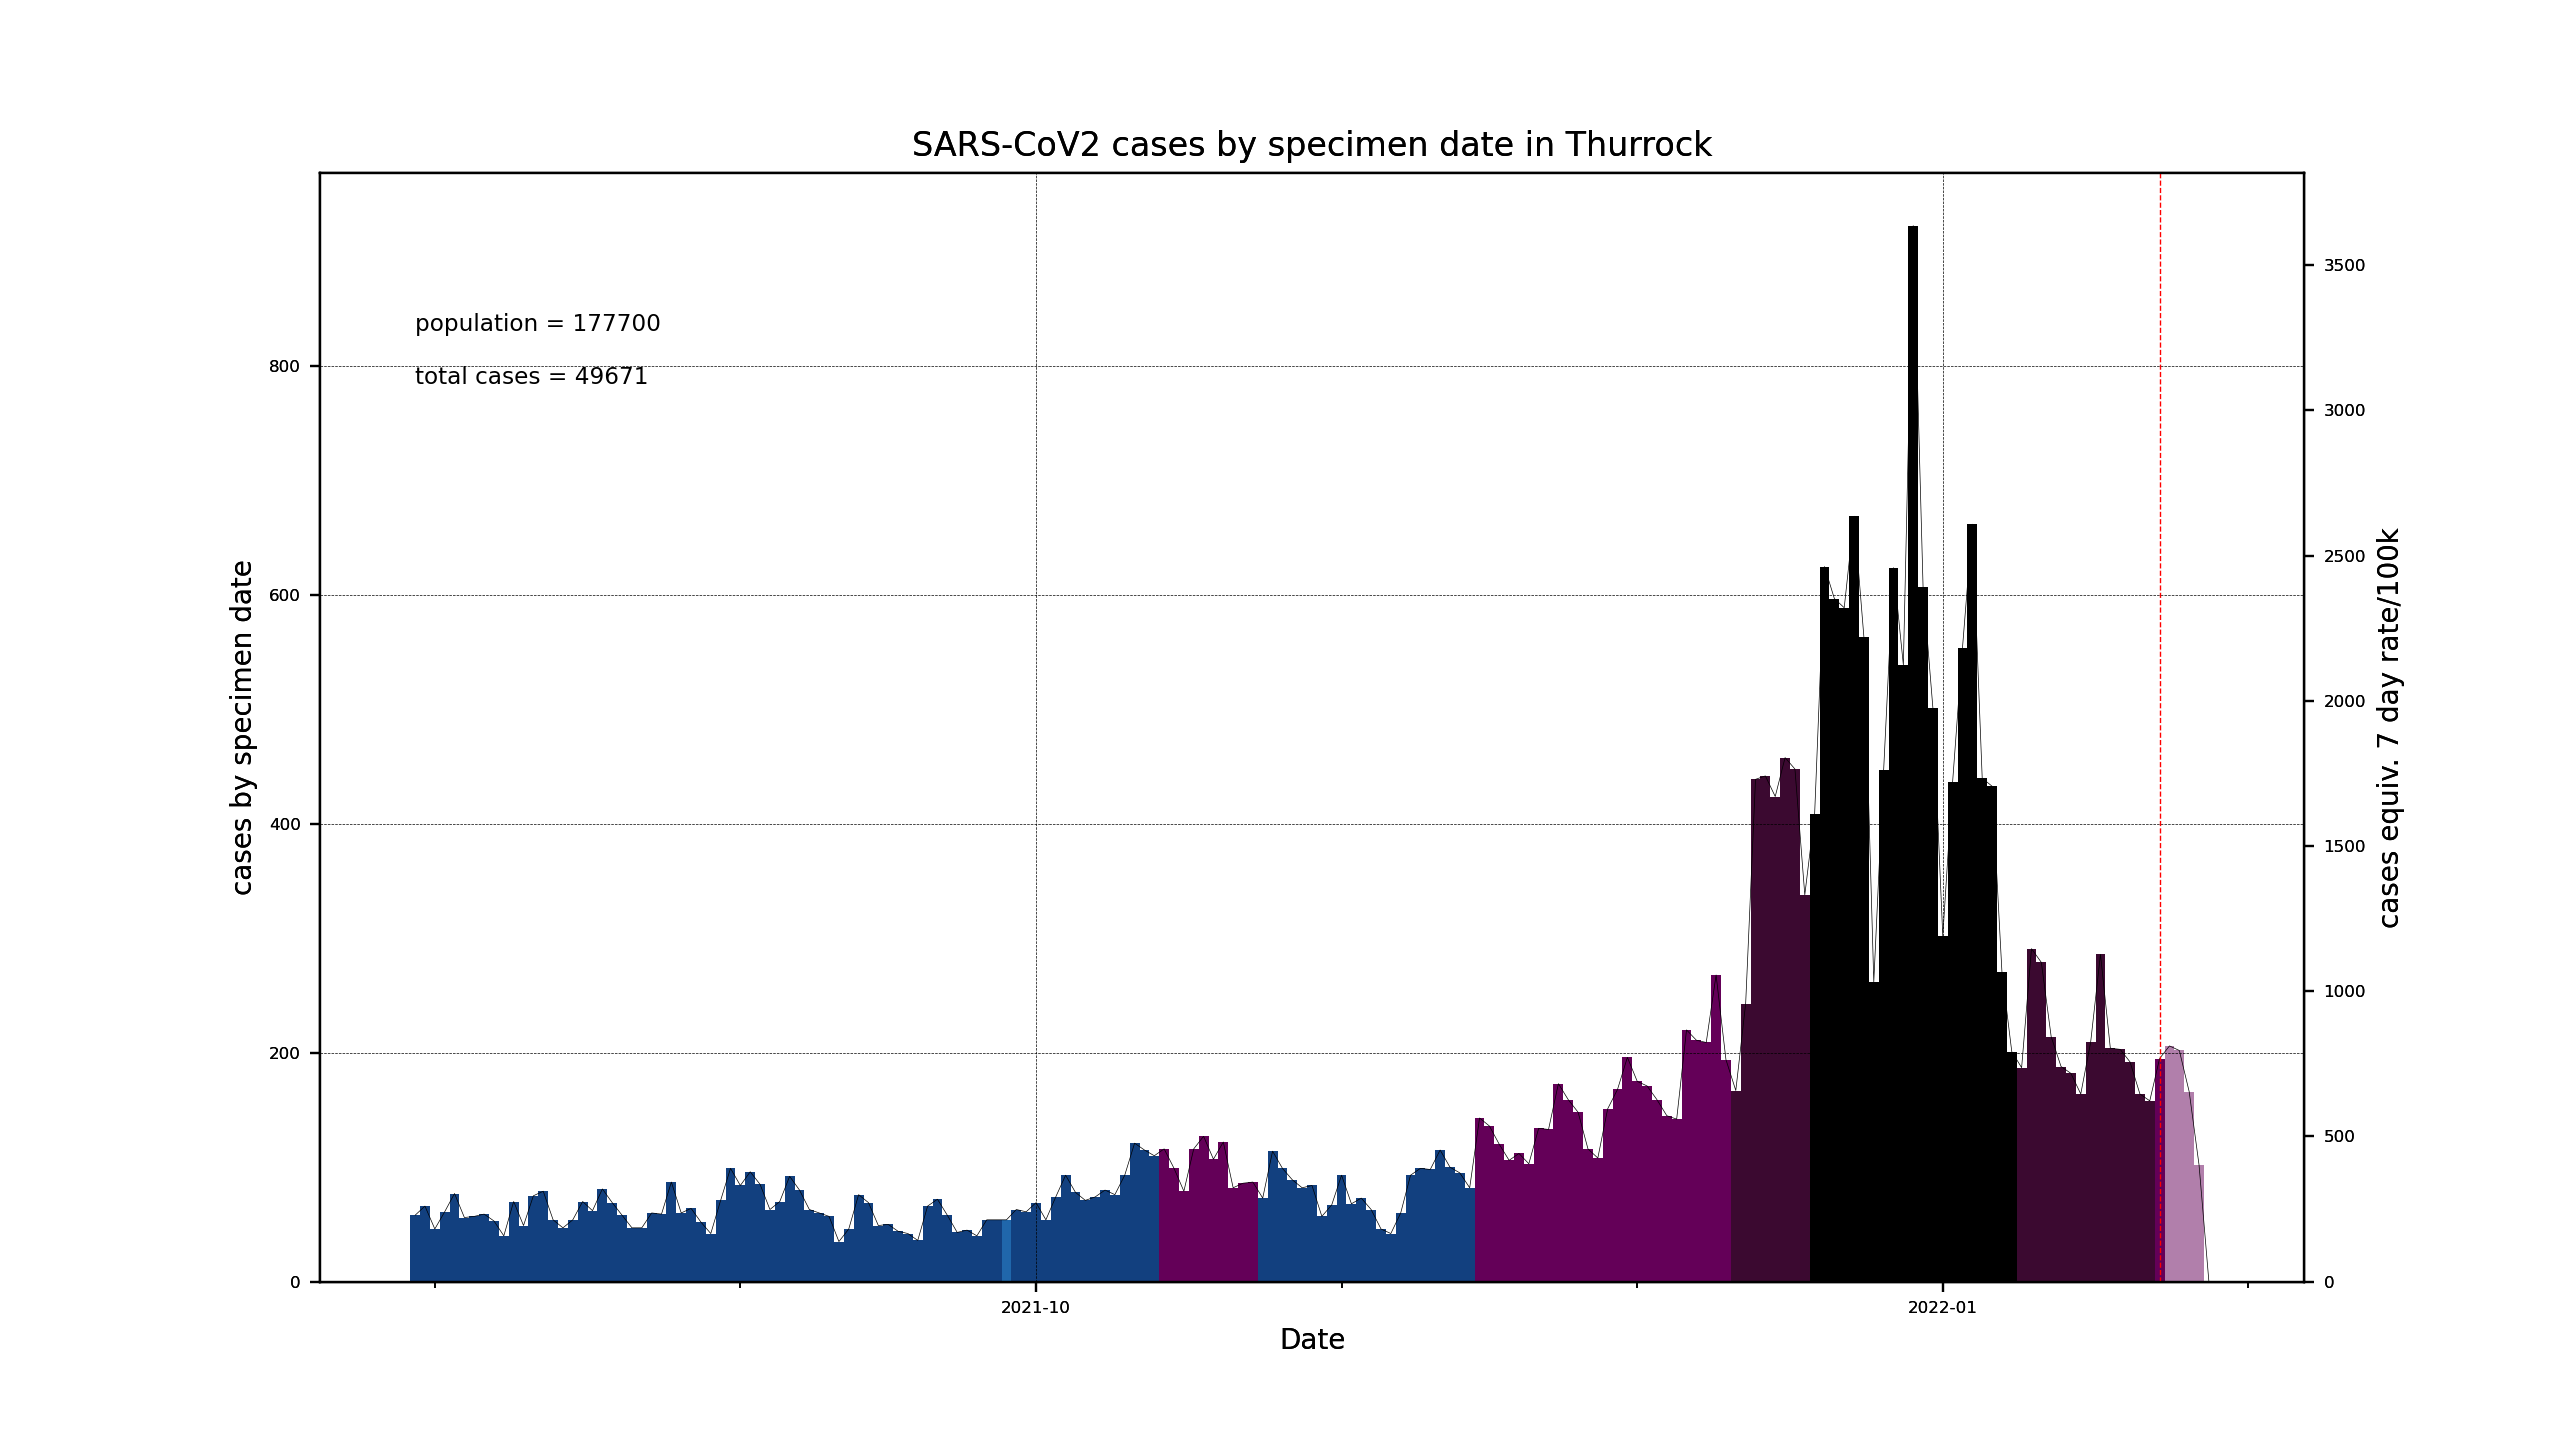 SARS-CoV2 cases by specimen date in Thurrock
population = 177700
total cases = 49671
cases by specimen date
800
600
400
200
0
cases equiv. 7 day rate/100k
3500
3000
2500
2000
1500
1000
500
0
2021-10
2022-01
Date